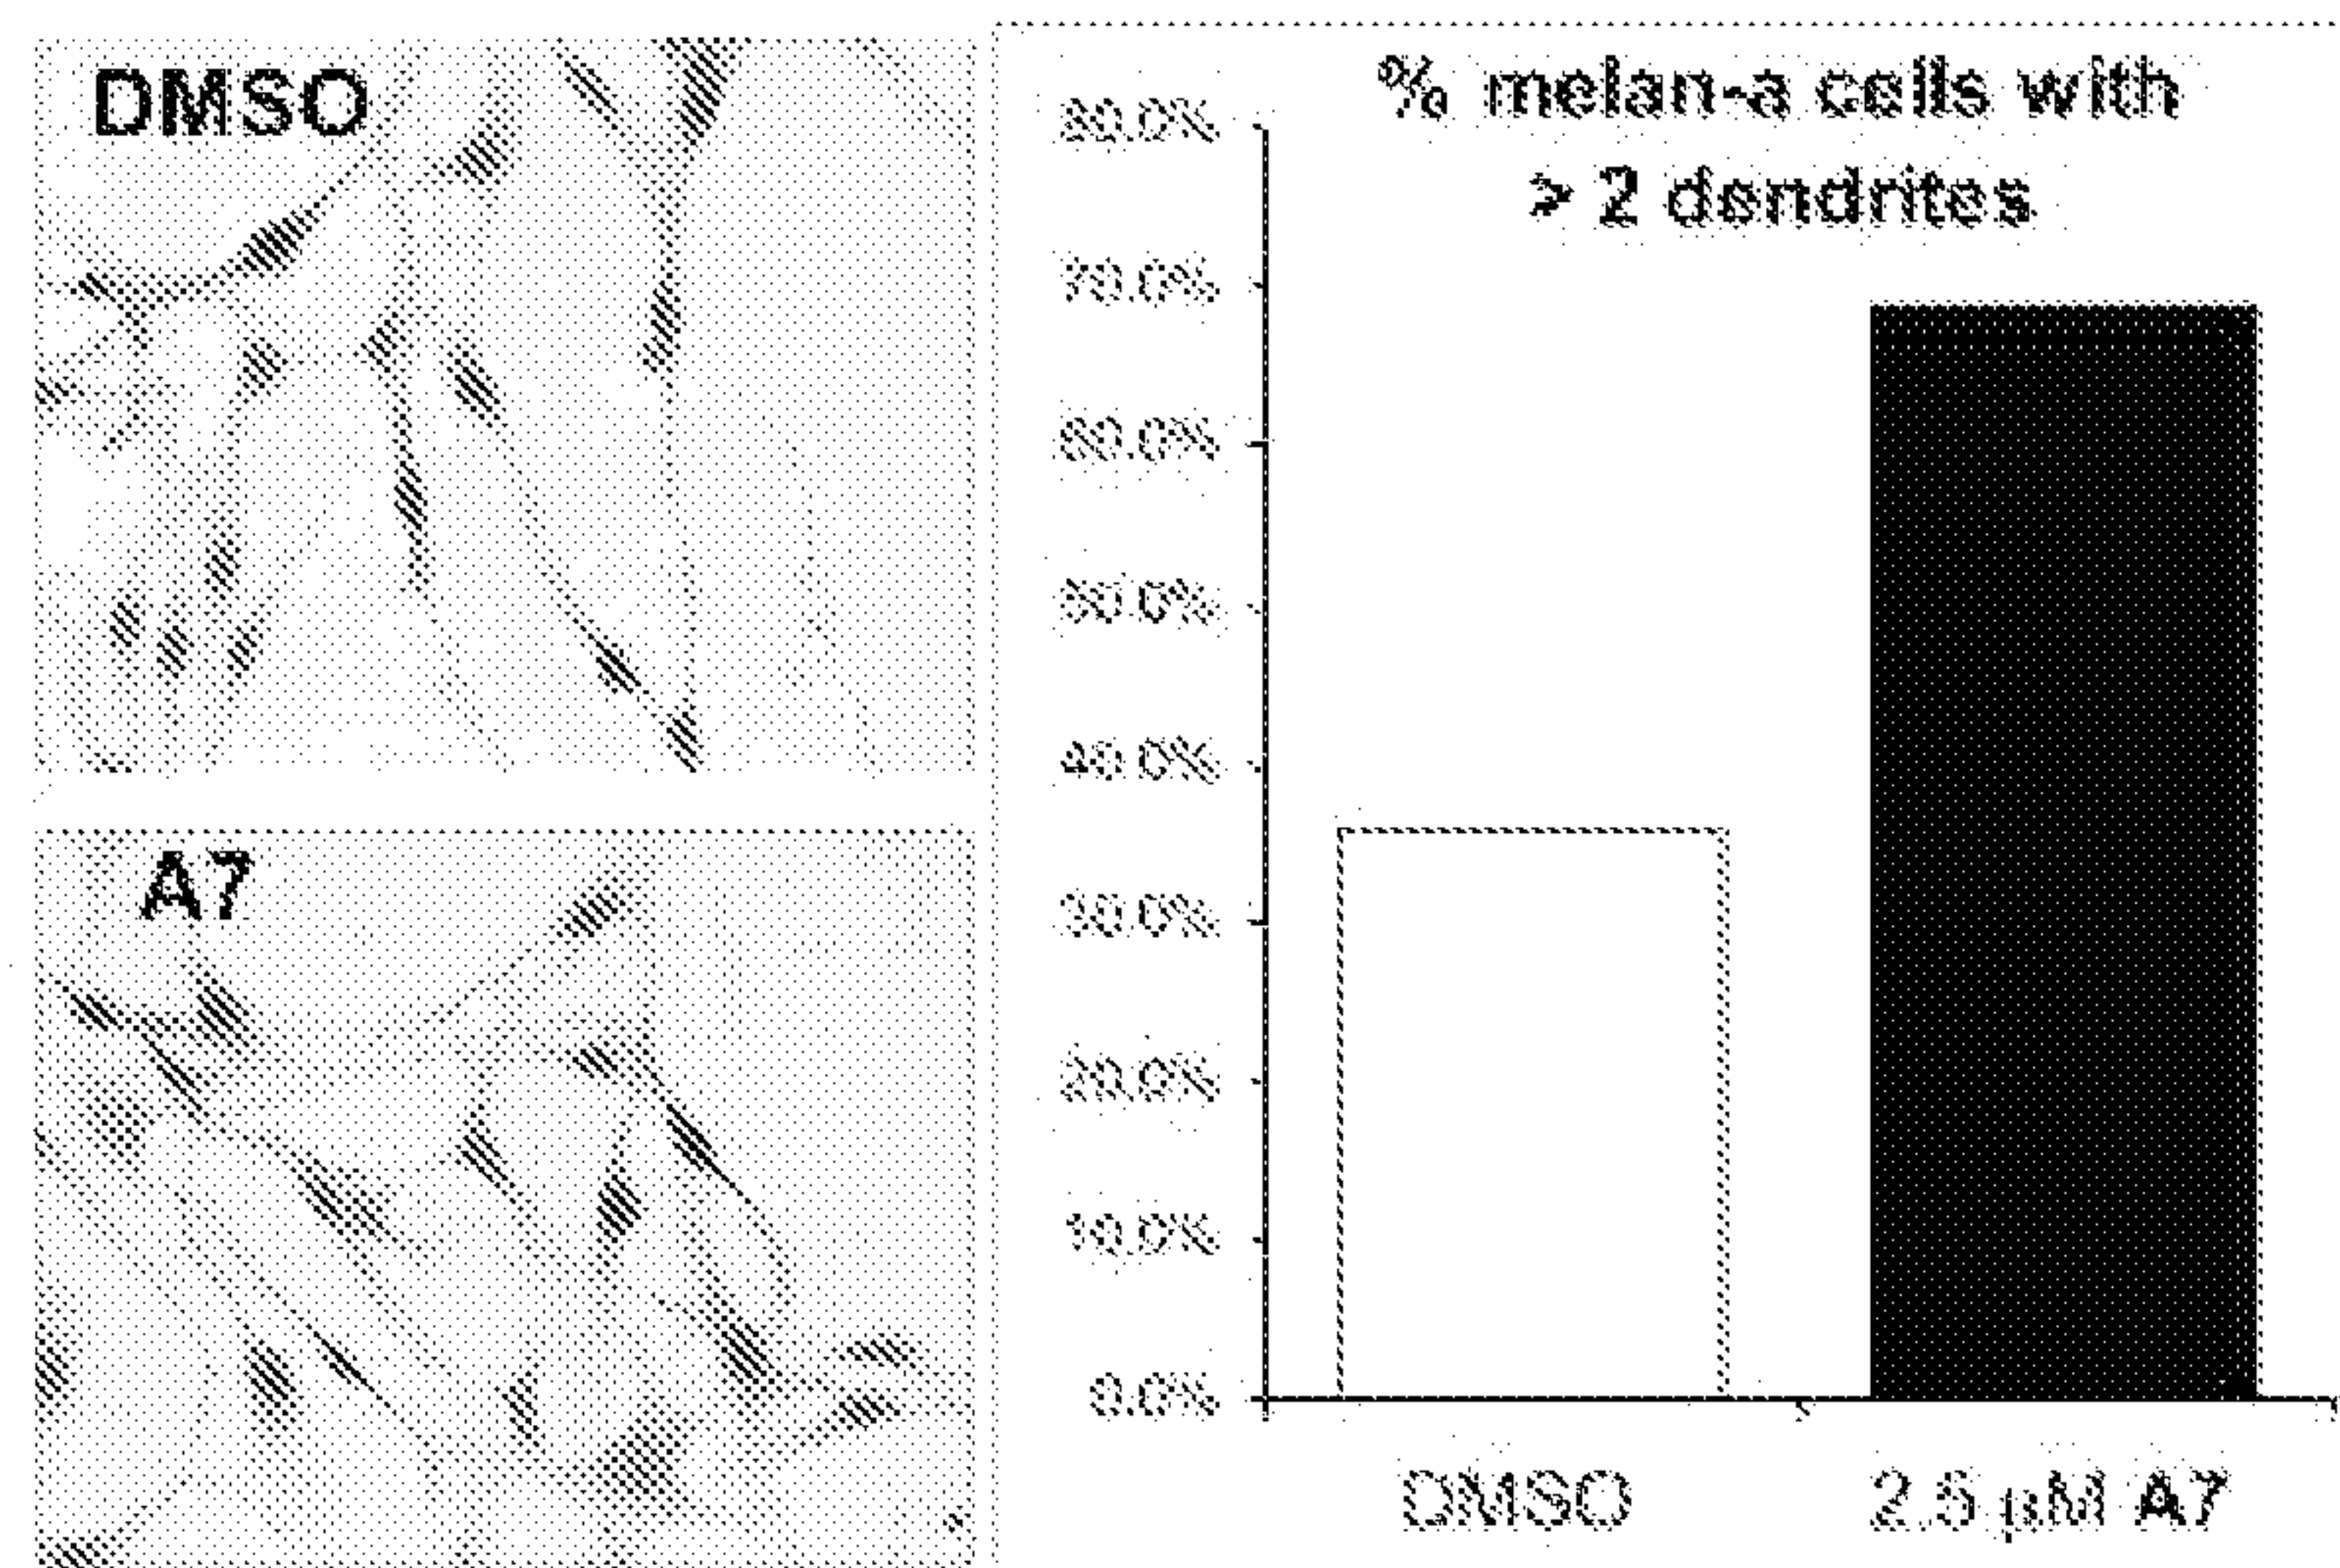 DMSO
A7
% melan-a cells with
> 2 dendrites
80.0%
70.0%
60.0%
50.0%
40.0%
30.0%
20.0%
10.0%
0.0%
DMSO
2.5 µM A7